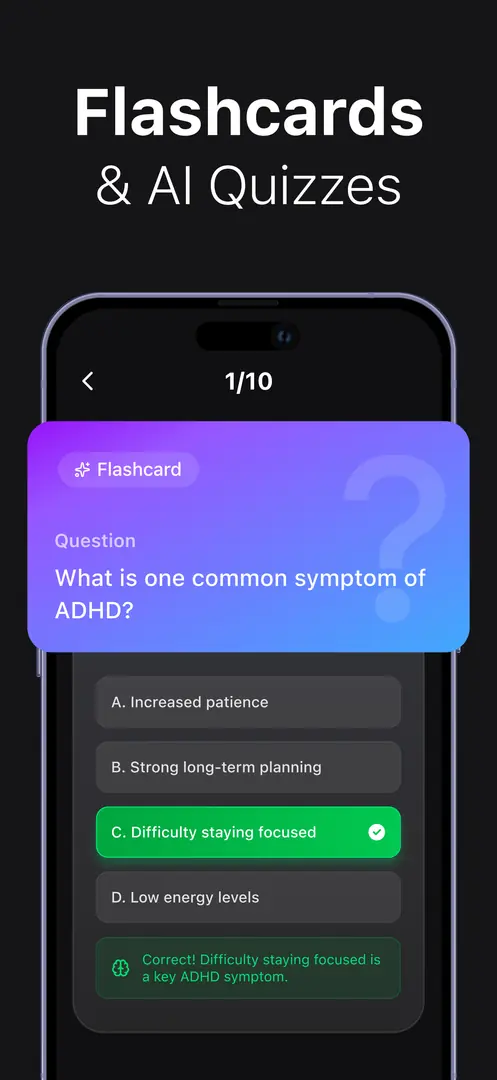 Flashcards
& AI Quizzes
1/10
Flashcard
Question
What is one common symptom of
ADHD?
A. Increased patience
B. Strong long-term planning
C. Difficulty staying focused
D. Low energy levels
Correct! Difficulty staying focused is
a key ADHD symptom.